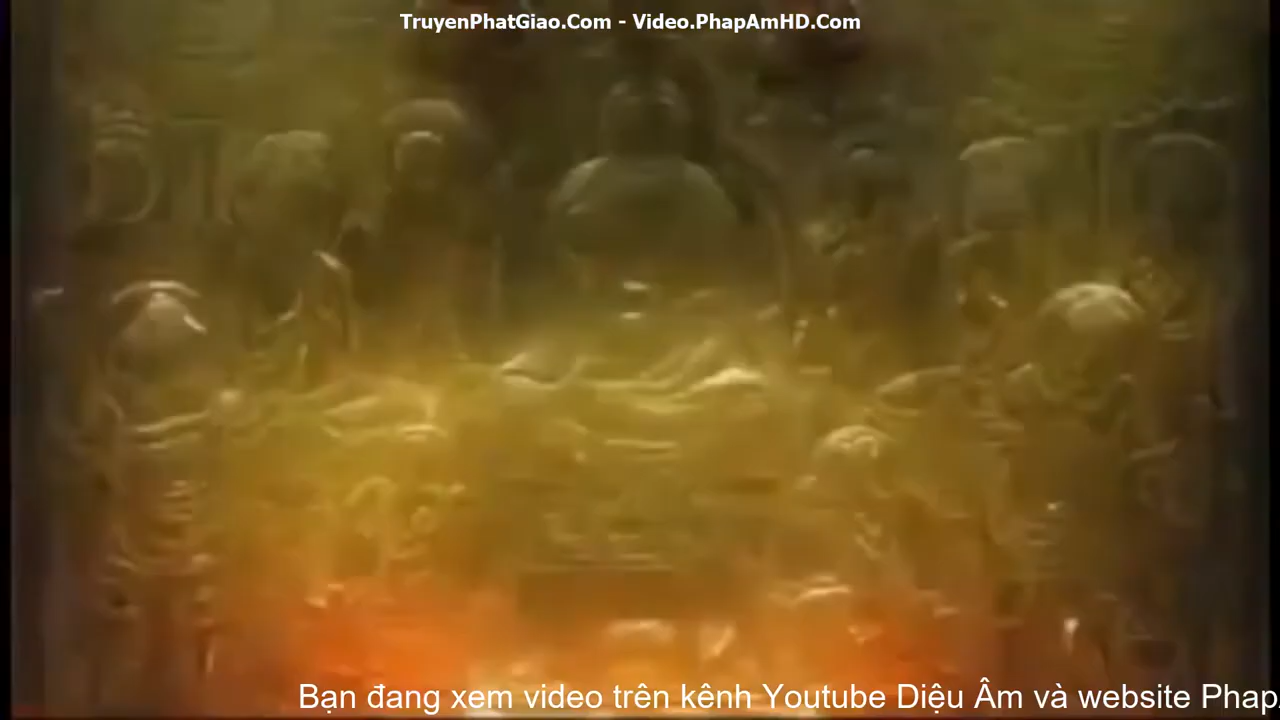 TruyenPhatGiao.Com - Video.PhapAmHD.Com
Bạn đang xem video trên kênh Youtube Diệu Âm và website Phap